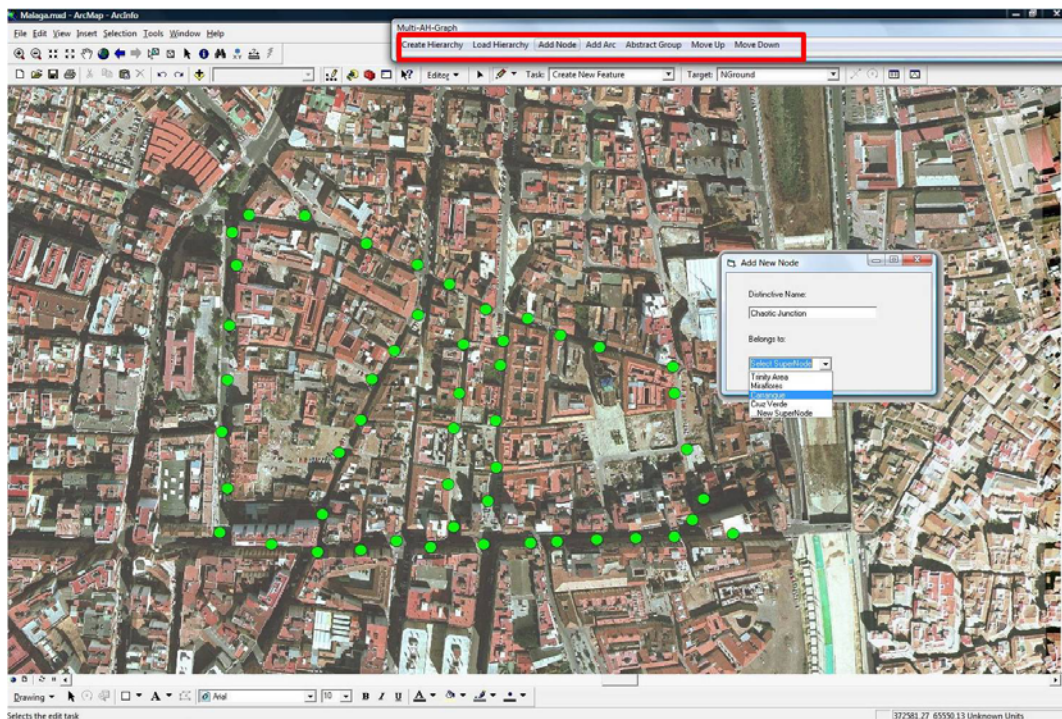 Malaga.mxd - ArcMap - ArcInfo
Multi-AH-Graph
File Edit View Insert Selection Tools Window Help
Create Hierarchy Load Hierarchy Add Node Add Arc Abstract Group Move Up Move Down
Editor Task: Create New Feature Target: NGround
Add New Node
Distinctive Name:
Chaotic Junction
Belongs to:
Select SuperNode
Trinity Area
Miraflores
Carranque
Cruz Verde
...New SuperNode
Drawing A Arial 10 B I U A
Selects the edit task 372581.27 65550.13 Unknown Units